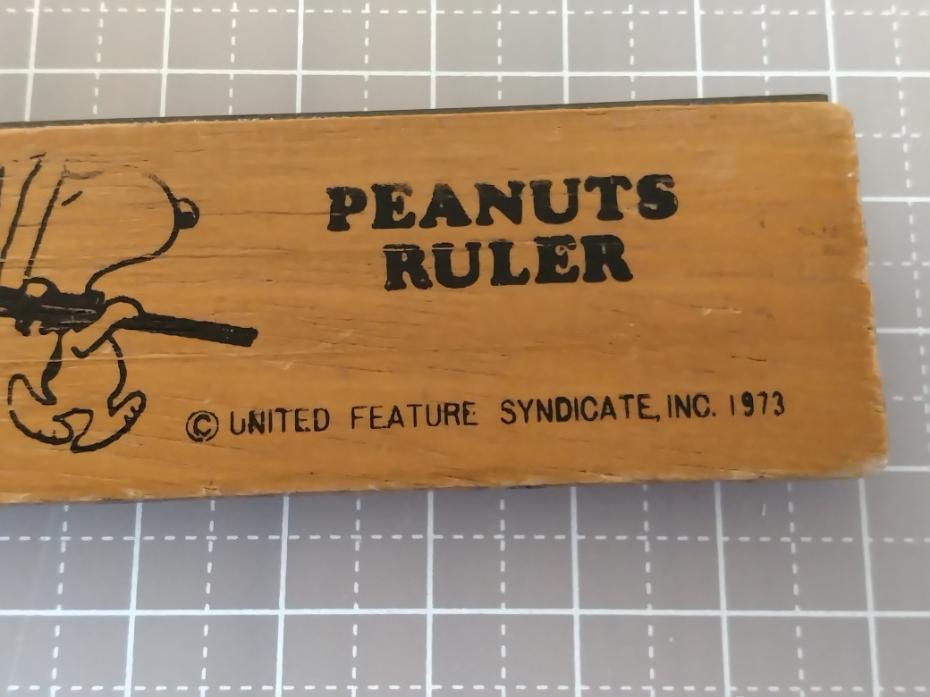 PEANUTS
RULER
© UNITED FEATURE SYNDICATE, INC. 1973